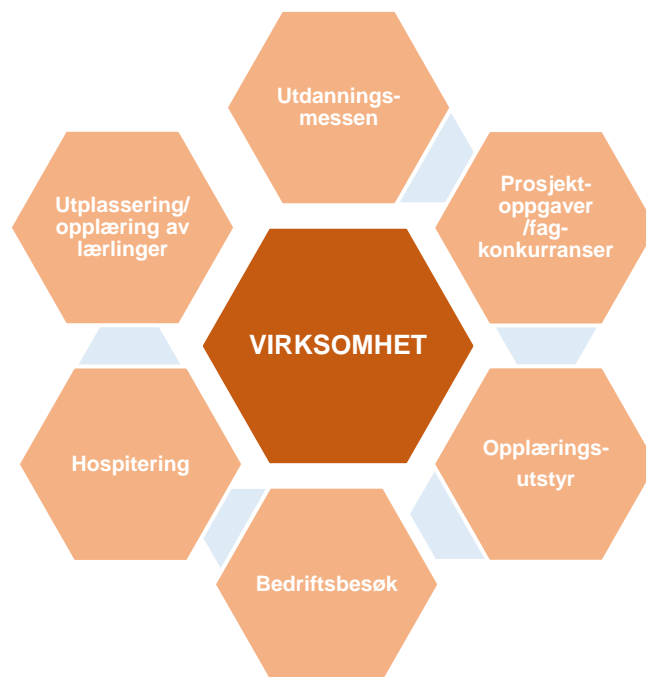 Utdannings-
messen
Prosjekt-
oppgaver
/fag-
konkurranser
Opplærings-
utstyr
Bedriftsbesøk
Hospitering
Utplassering/
opplæring av
lærlinger
VIRKSOMHET